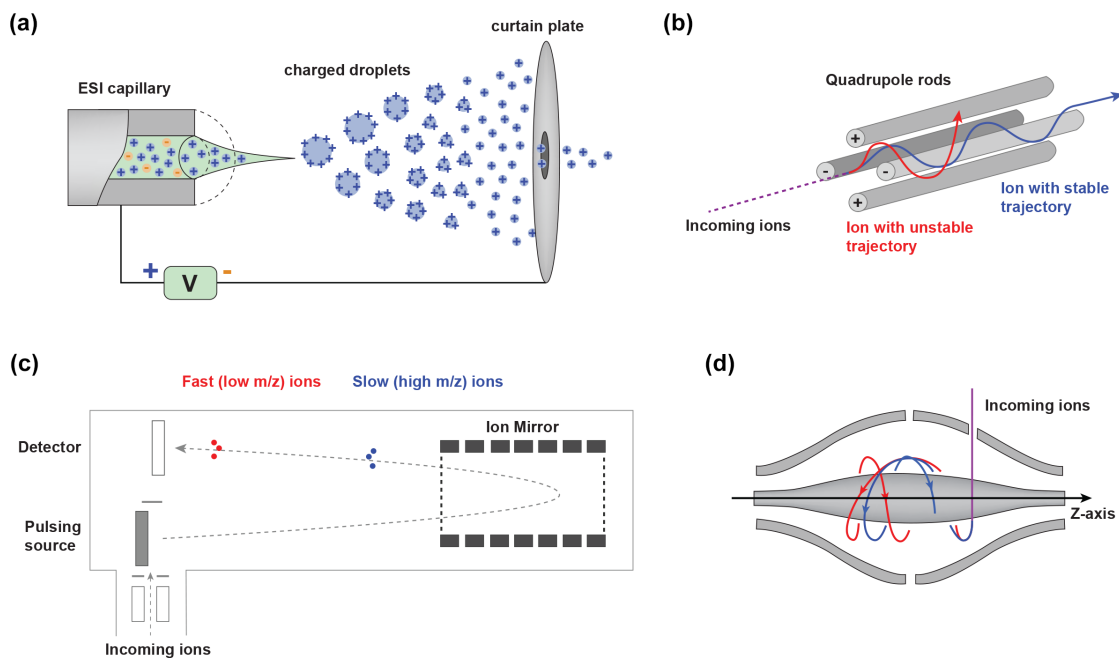 (a)
curtain plate
charged droplets
ESI capillary
+ V -
(b)
Quadrupole rods
+
-
-
+
Incoming ions
Ion with unstable
trajectory
Ion with stable
trajectory
(c)
Fast (low m/z) ions
Slow (high m/z) ions
Ion Mirror
Detector
Pulsing
source
Incoming ions
(d)
Incoming ions
Z-axis